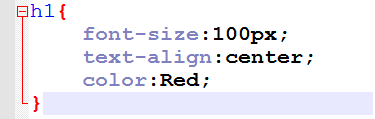 h1{
font-size:100px;
text-align:center;
color:Red;
}